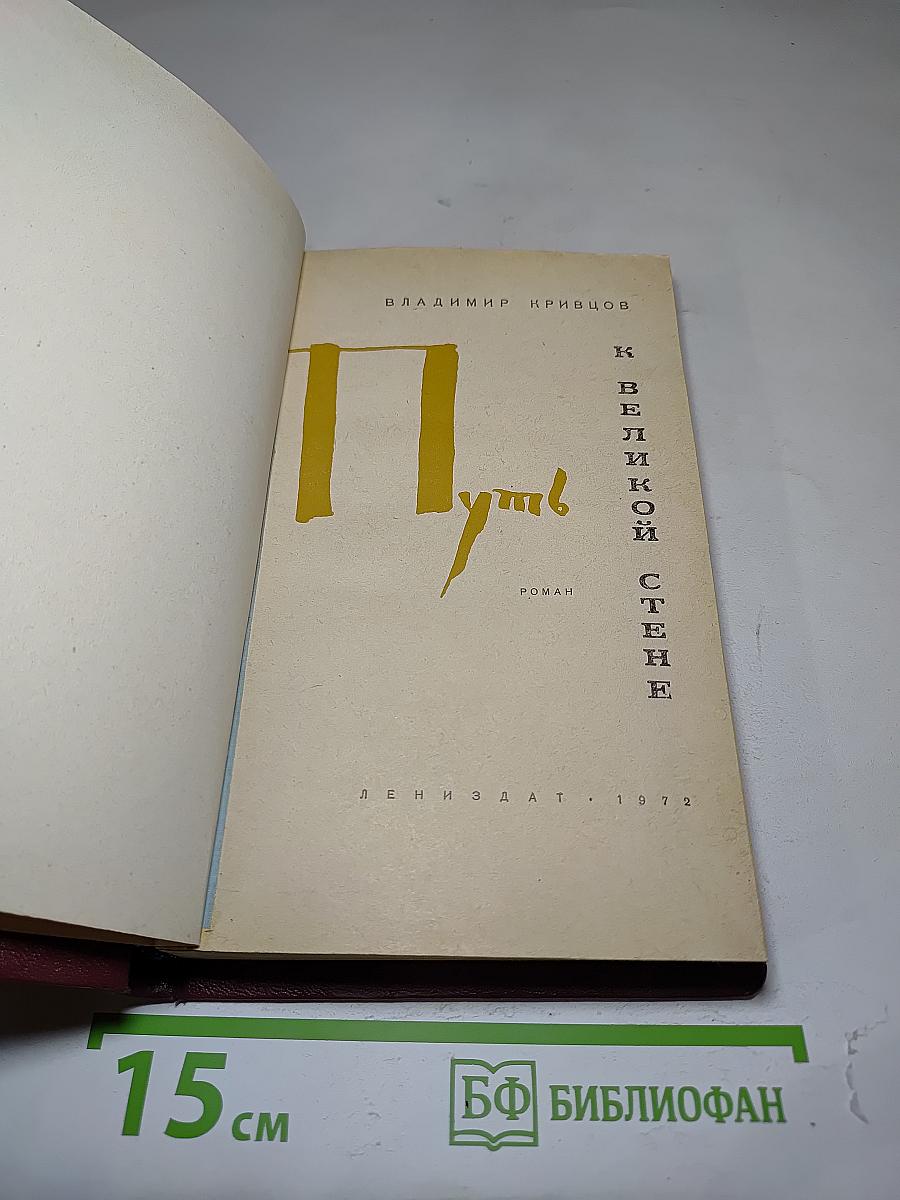 ВЛАДИМИР КРИВЦОВ
Путь
К ВЕЛИКОЙ СТЕНЕ
РОМАН
ЛЕНИЗДАТ · 1972
15 см
БФ БИБЛИОФАН